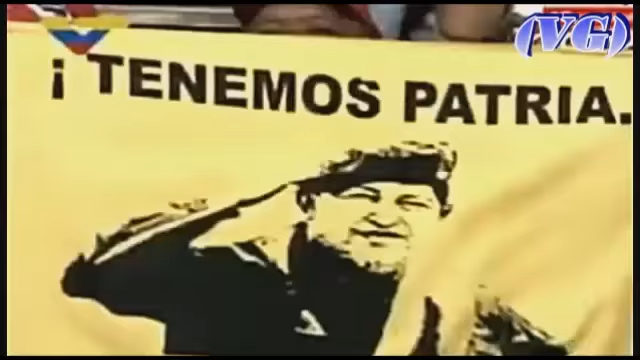 (VG)
¡ TENEMOS PATRIA.